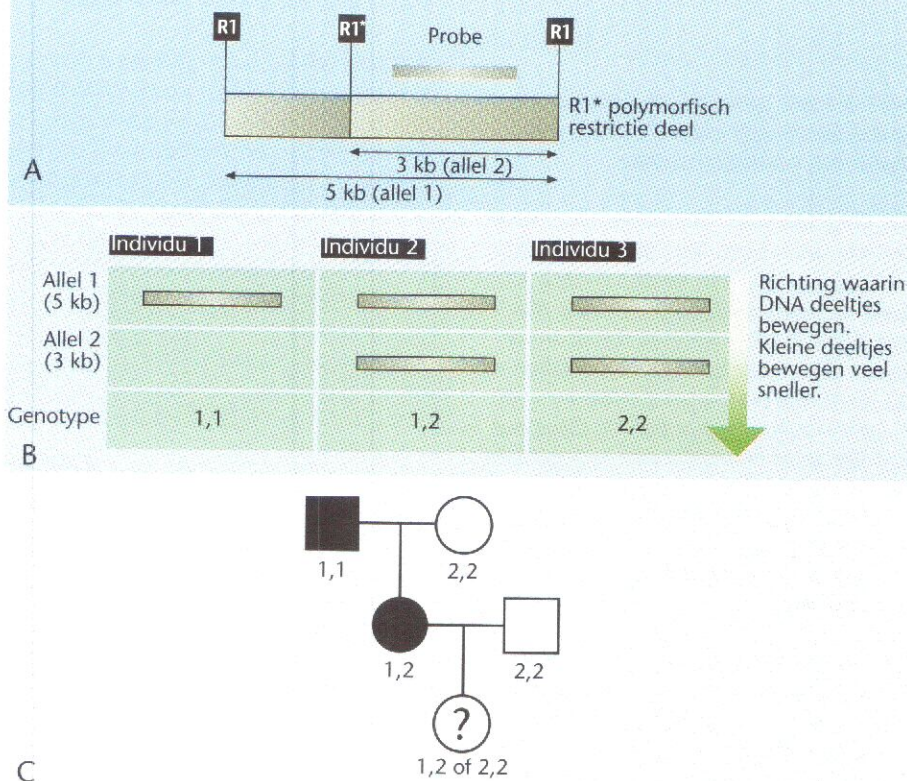 R1 R1* R1
Probe
R1* polymorfisch
restrictie deel
3 kb (allel 2)
5 kb (allel 1)
A
Individu 1 Individu 2 Individu 3
Allel 1
(5 kb)
Allel 2
(3 kb)
Genotype 1,1 1,2 2,2
Richting waarin
DNA deeltjes
bewegen.
Kleine deeltjes
bewegen veel
sneller.
B
1,1 2,2
1,2 2,2
?
1,2 of 2,2
C